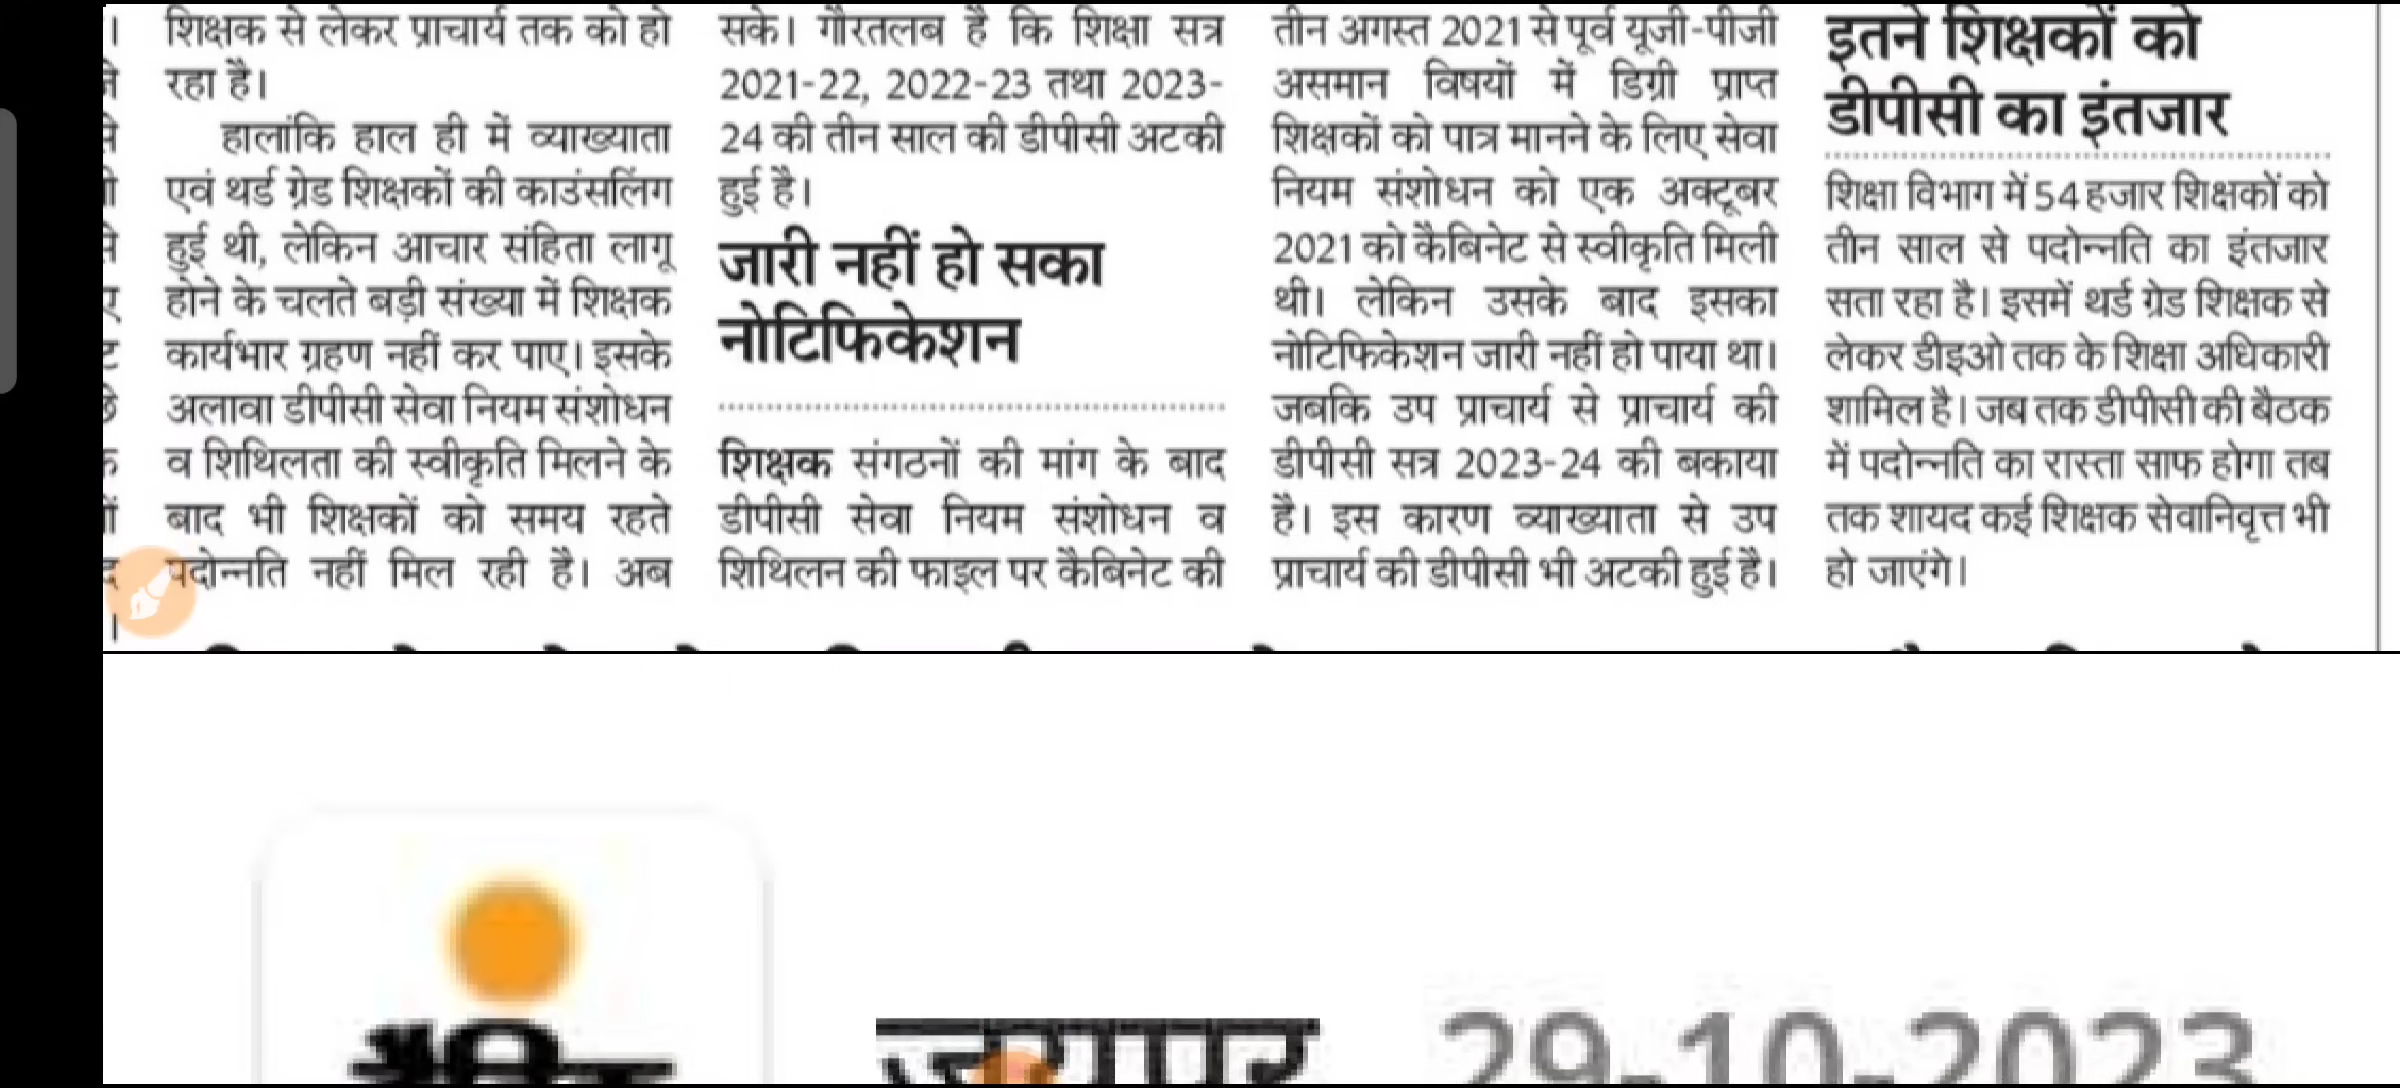 शिक्षक से लेकर प्राचार्य तक को हो
रहा है।
हालांकि हाल ही में व्याख्याता
एवं थर्ड ग्रेड शिक्षकों की काउंसलिंग
हुई थी, लेकिन आचार संहिता लागू
होने के चलते बड़ी संख्या में शिक्षक
कार्यभार ग्रहण नहीं कर पाए। इसके
अलावा डीपीसी सेवा नियम संशोधन
व शिथिलता की स्वीकृति मिलने के
बाद भी शिक्षकों को समय रहते
पदोन्नति नहीं मिल रही है। अब
सके। गौरतलब है कि शिक्षा सत्र
2021-22, 2022-23 तथा 2023-
24 की तीन साल की डीपीसी अटकी
हुई है।
जारी नहीं हो सका
नोटिफिकेशन
शिक्षक संगठनों की मांग के बाद
डीपीसी सेवा नियम संशोधन व
शिथिलन की फाइल पर कैबिनेट की
तीन अगस्त 2021 से पूर्व यूजी-पीजी
असमान विषयों में डिग्री प्राप्त
शिक्षकों को पात्र मानने के लिए सेवा
नियम संशोधन को एक अक्टूबर
2021 को कैबिनेट से स्वीकृति मिली
थी। लेकिन उसके बाद इसका
नोटिफिकेशन जारी नहीं हो पाया था।
जबकि उप प्राचार्य से प्राचार्य की
डीपीसी सत्र 2023-24 की बकाया
है। इस कारण व्याख्याता से उप
प्राचार्य की डीपीसी भी अटकी हुई है।
इतने शिक्षकों को
डीपीसी का इंतजार
शिक्षा विभाग में 54 हजार शिक्षकों को
तीन साल से पदोन्नति का इंतजार
सता रहा है। इसमें थर्ड ग्रेड शिक्षक से
लेकर डीइओ तक के शिक्षा अधिकारी
शामिल है। जब तक डीपीसी की बैठक
में पदोन्नति का रास्ता साफ होगा तब
तक शायद कई शिक्षक सेवानिवृत्त भी
हो जाएंगे।
29-10-2023